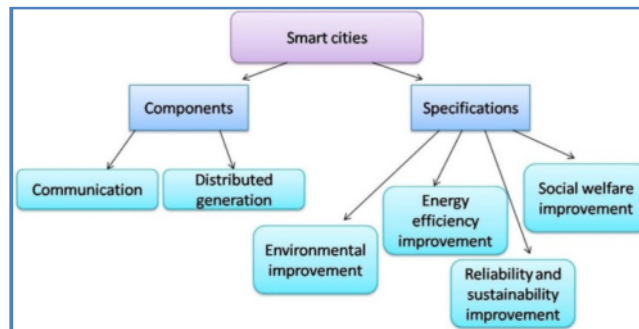 Smart cities
Components
Specifications
Communication
Distributed
generation
Environmental
improvement
Energy
efficiency
improvement
Reliability and
sustainability
improvement
Social welfare
improvement